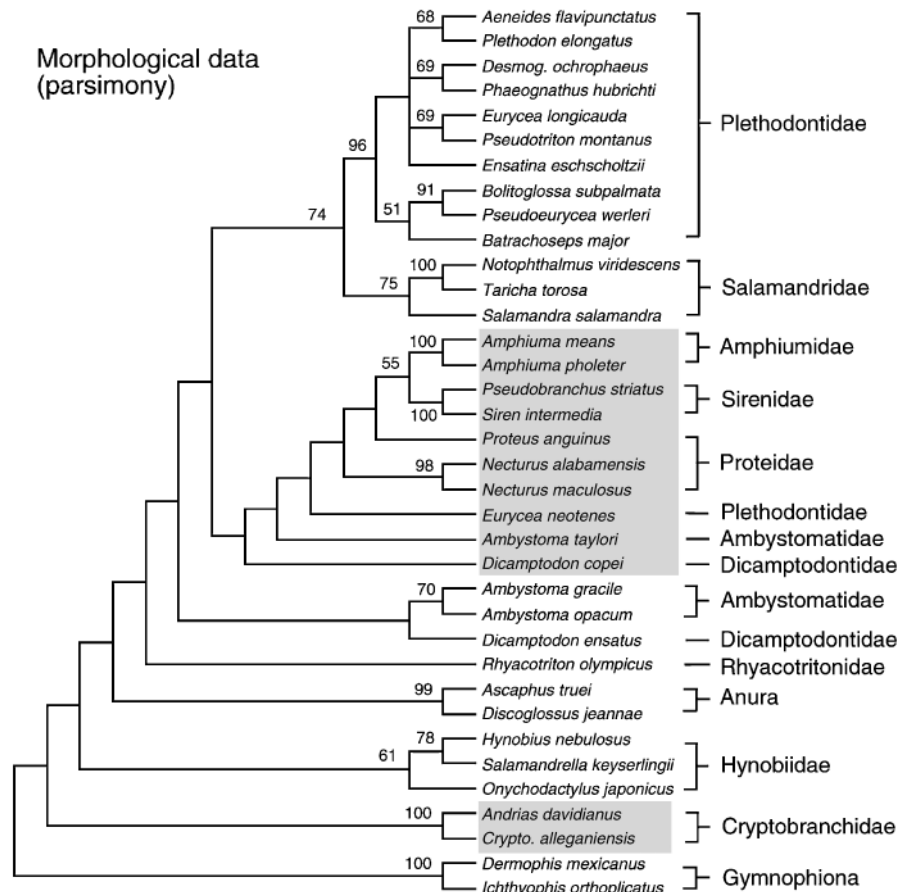 Morphological data
(parsimony)
68
Aeneides flavipunctatus
Plethodon elongatus
69
Desmog. ochrophaeus
Phaeognathus hubrichti
69
Eurycea longicauda
Pseudotriton montanus
Ensatina eschscholtzii
Plethodontidae
96
91
51
Bolitoglossa subpalmata
Pseudoeurycea werleri
Batrachoseps major
74
100
75
Notophthalmus viridescens
Taricha torosa
Salamandra salamandra
Salamandridae
100
55
Amphiuma means
Amphiuma pholeter
Amphiumidae
Pseudobranchus striatus
100
Siren intermedia
Sirenidae
Proteus anguinus
98
Necturus alabamensis
Necturus maculosus
Proteidae
Eurycea neotenes
Plethodontidae
Ambystoma taylori
Ambystomatidae
Dicamptodon copei
Dicamptodontidae
70
Ambystoma gracile
Ambystoma opacum
Ambystomatidae
Dicamptodon ensatus
Dicamptodontidae
Rhyacotriton olympicus
Rhyacotritonidae
99
Ascaphus truei
Discoglossus jeannae
Anura
78
61
Hynobius nebulosus
Salamandrella keyserlingii
Onychodactylus japonicus
Hynobiidae
100
Andrias davidianus
Crypto. alleganiensis
Cryptobranchidae
100
Dermophis mexicanus
Ichthyophis orthoplicatus
Gymnophiona